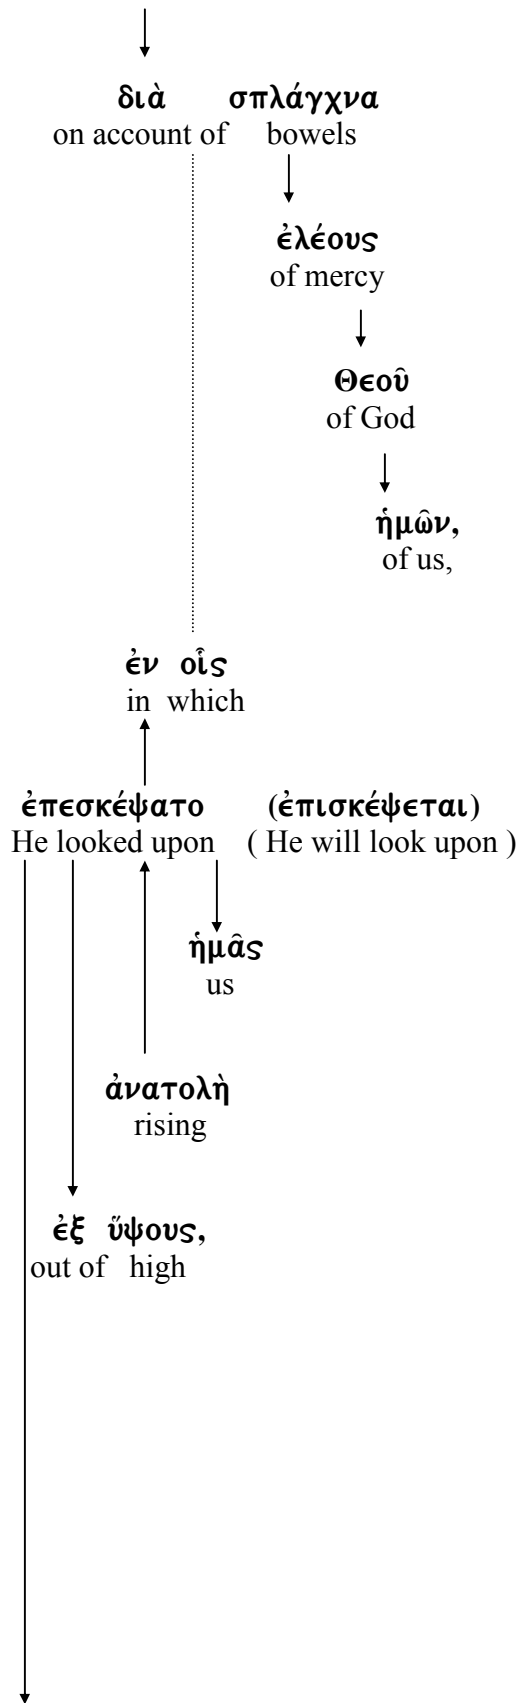 διὰ σπλάγχνα
on account of bowels
ἐλέους
of mercy
Θεοῦ
of God
ἡμῶν,
of us,
ἐν οἷς
in which
ἐπεσκέψατο (ἐπισκέψεται)
He looked upon ( He will look upon )
ἡμᾶς
us
ἀνατολὴ
rising
ἐξ ὕψους,
out of high